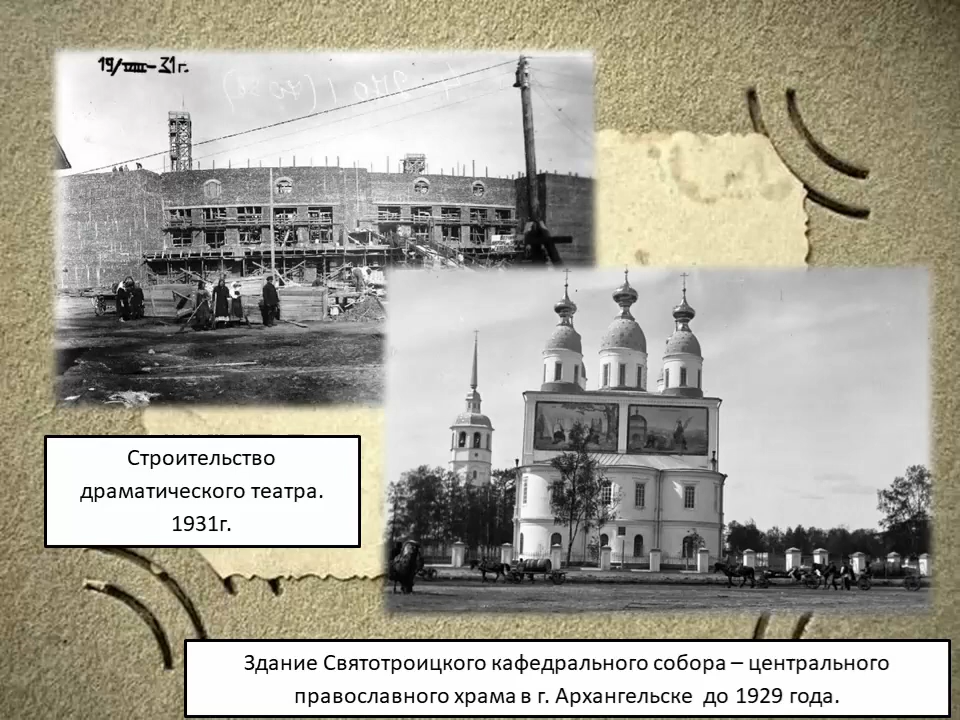 19/VIII-31г.
Строительство
драматического театра.
1931г.
Здание Святотроицкого кафедрального собора – центрального
православного храма в г. Архангельске до 1929 года.